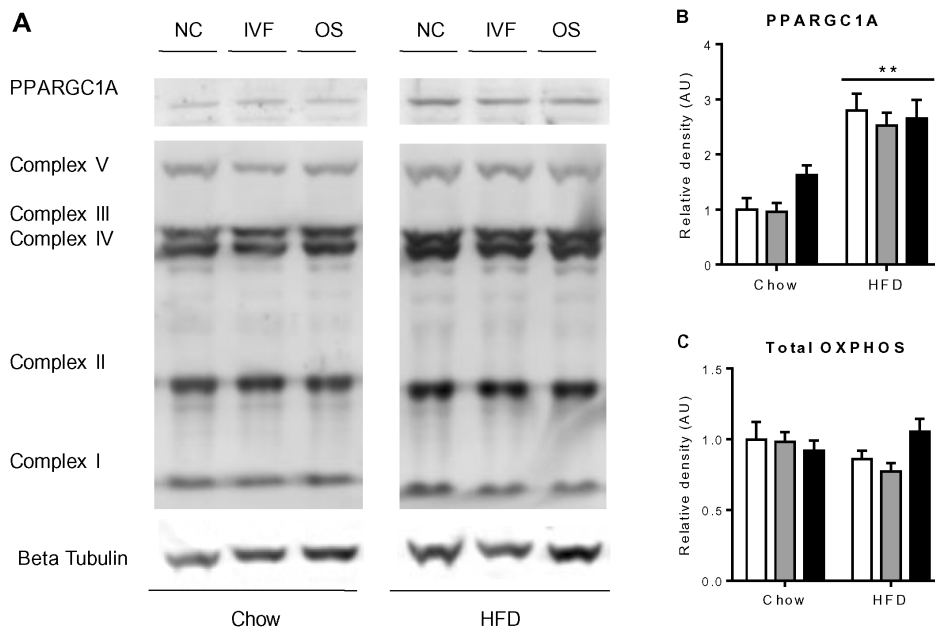 A
NC IVF OS
NC IVF OS
PPARGC1A
Complex V
Complex III
Complex IV
Complex II
Complex I
Beta Tubulin
Chow
HFD
B
PPARGC1A
Relative density (AU)
4
3
2
1
0
**
Chow HFD
C
Total OXPHOS
Relative density (AU)
1.5
1.0
0.5
0.0
Chow HFD